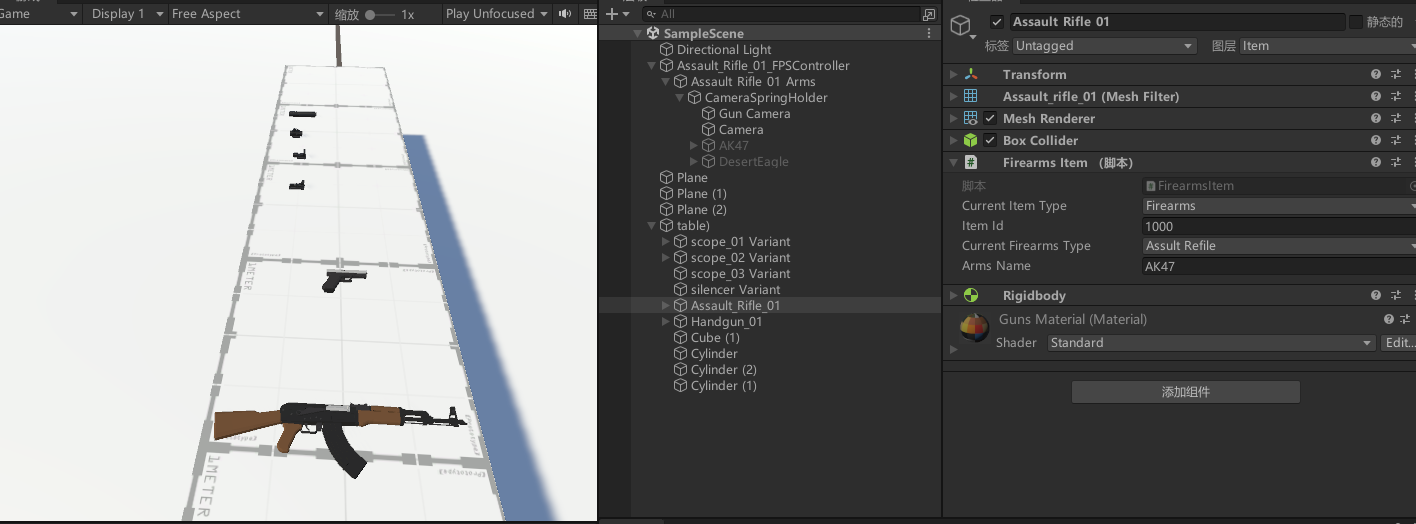 Game Display 1 Free Aspect 缩放 1x Play Unfocused
All
SampleScene
Directional Light
Assault_Rifle_01_FPSController
Assault Rifle 01 Arms
CameraSpringHolder
Gun Camera
Camera
AK47
DesertEagle
Plane
Plane (1)
Plane (2)
table)
scope_01 Variant
scope_02 Variant
scope_03 Variant
silencer Variant
Assault_Rifle_01
Handgun_01
Cube (1)
Cylinder
Cylinder (2)
Cylinder (1)
Assault Rifle 01 静态的
标签 Untagged 图层 Item
Transform
Assault_rifle_01 (Mesh Filter)
Mesh Renderer
Box Collider
Firearms Item （脚本）
脚本 FirearmsItem
Current Item Type Firearms
Item Id 1000
Current Firearms Type Assult Refile
Arms Name AK47
Rigidbody
Guns Material (Material)
Shader Standard Edit...
添加组件
1METER
1METER